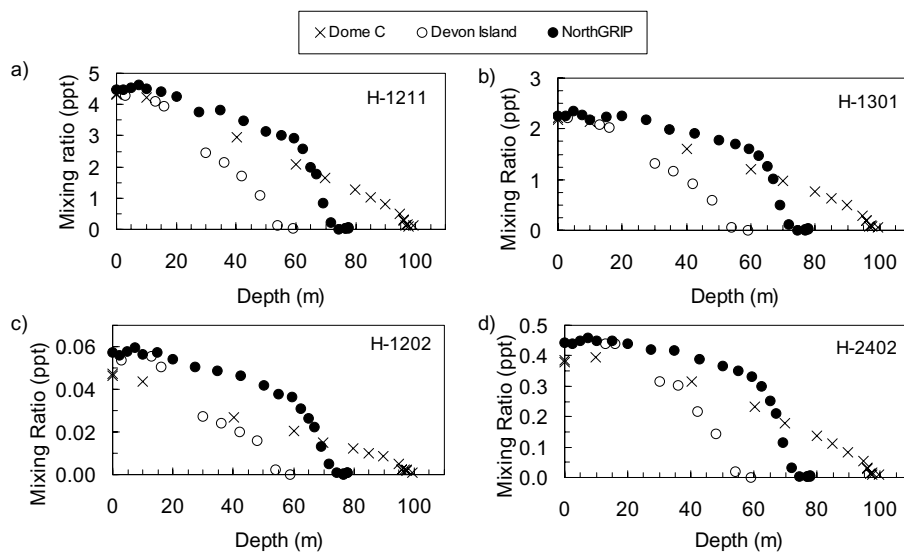 × Dome C ○ Devon Island ● NorthGRIP
a)
H-1211
Mixing ratio (ppt)
5
4
3
2
1
0
0 20 40 60 80 100
Depth (m)
b)
H-1301
Mixing Ratio (ppt)
3
2
1
0
0 20 40 60 80 100
Depth (m)
c)
H-1202
Mixing Ratio (ppt)
0.06
0.04
0.02
0.00
0 20 40 60 80 100
Depth (m)
d)
H-2402
Mixing Ratio (ppt)
0.5
0.4
0.3
0.2
0.1
0.0
0 20 40 60 80 100
Depth (m)